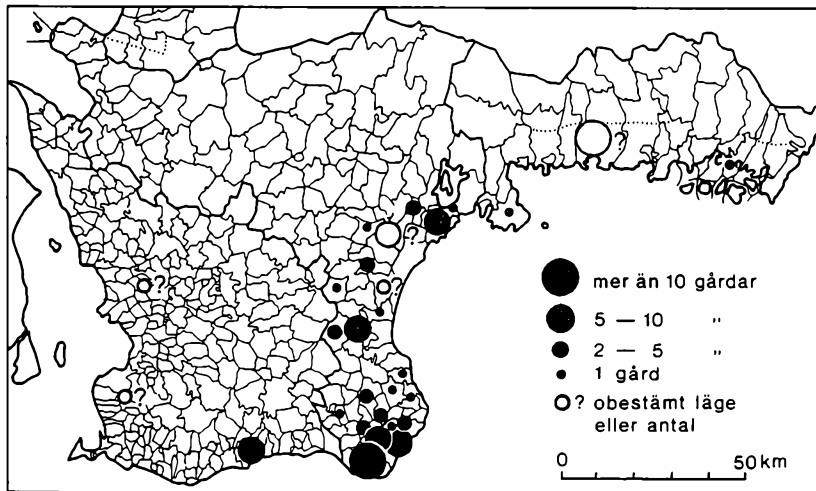 ?
?
?
?
?
mer än 10 gårdar
5 — 10 "
2 — 5 "
1 gård
? obestämt läge
eller antal
0 50 km